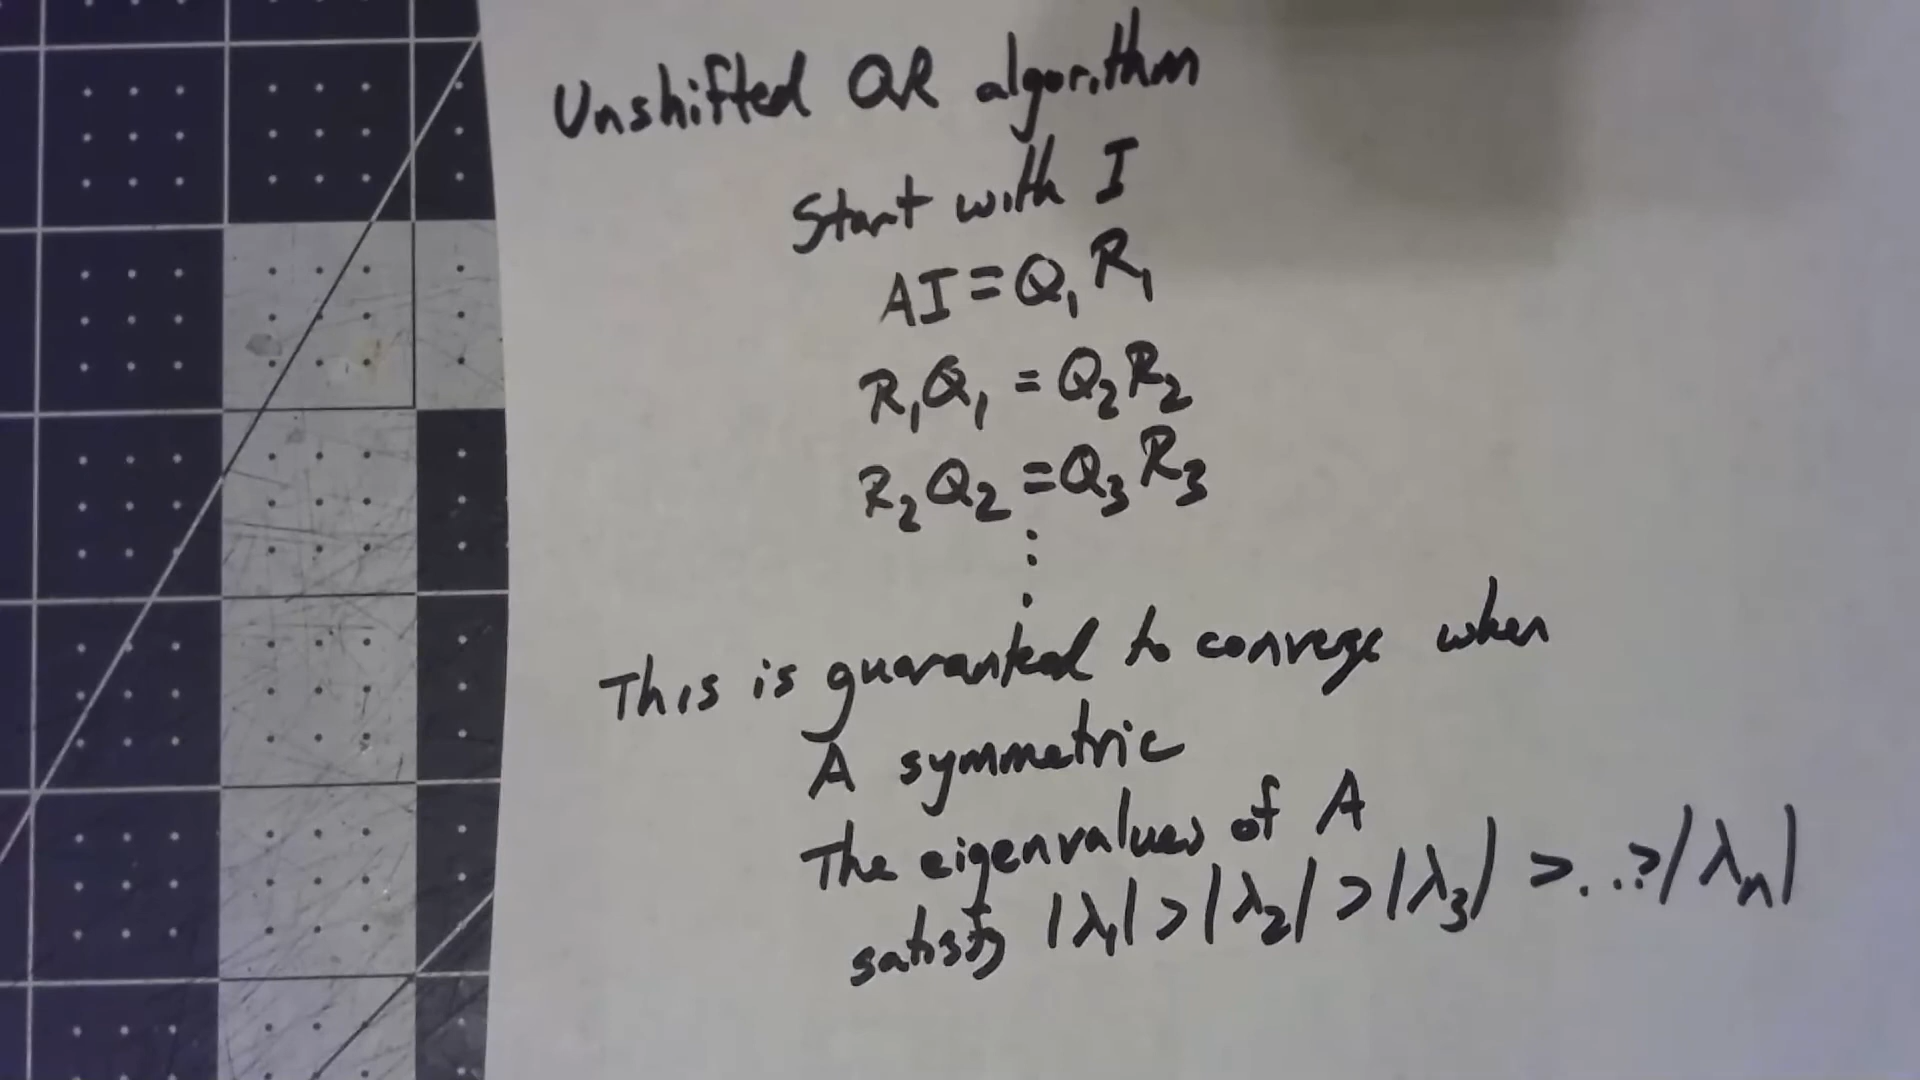 Unshifted QR algorithm
Start with I
AI = Q₁R₁
R₁Q₁ = Q₂R₂
R₂Q₂ = Q₃R₃
⋮
This is guaranteed to converge when
A symmetric
The eigenvalues of A
satisfy |λ₁| > |λ₂| > |λ₃| > ... > |λₙ|